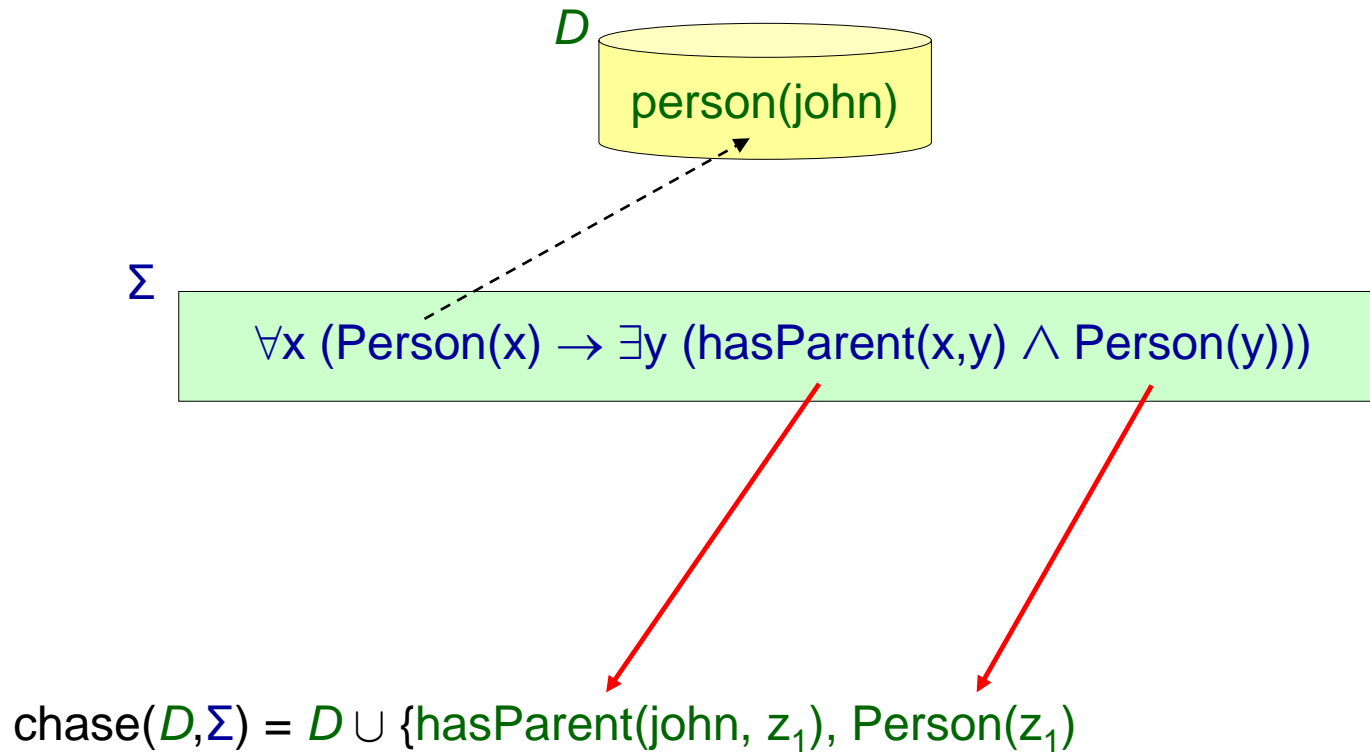 D
person(john)
Σ
∀x (Person(x) → ∃y (hasParent(x,y) ∧ Person(y)))
chase(D,Σ) = D ∪ {hasParent(john, z₁), Person(z₁)